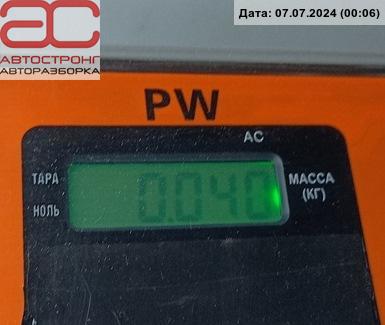 Дата: 07.07.2024 (00:06)
АС
АВТОСТРОНГ
АВТОРАЗБОРКА
PW
AC
ТАРА
НОЛЬ
0.040
МАССА
(КГ)